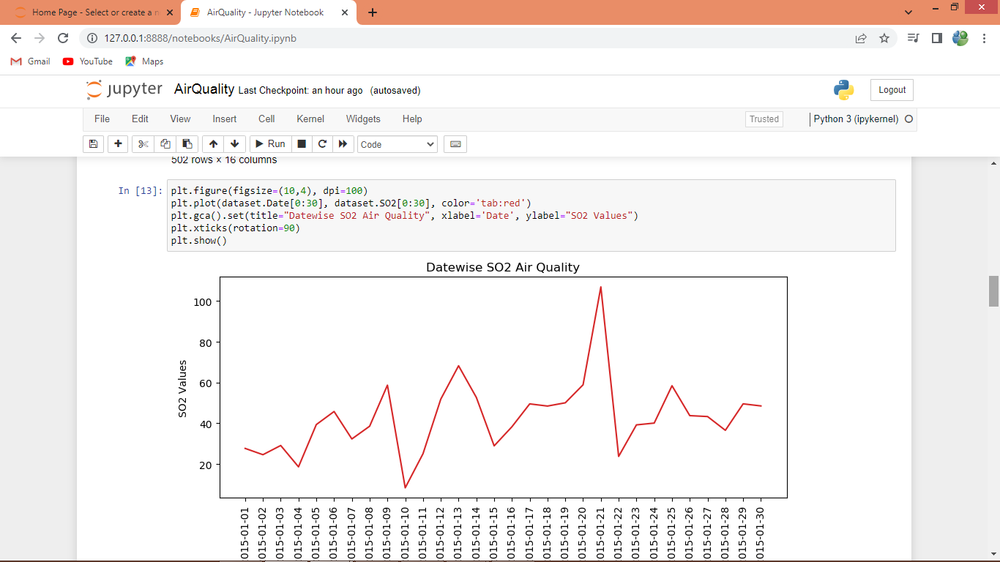 Home Page - Select or create a n
AirQuality - Jupyter Notebook
127.0.0.1:8888/notebooks/AirQuality.ipynb
Gmail YouTube Maps
jupyter AirQuality Last Checkpoint: an hour ago (autosaved)
Logout
File Edit View Insert Cell Kernel Widgets Help
Trusted
Python 3 (ipykernel)
Run
Code
502 rows × 16 columns
In [13]:
plt.figure(figsize=(10,4), dpi=100)
plt.plot(dataset.Date[0:30], dataset.SO2[0:30], color='tab:red')
plt.gca().set(title="Datewise SO2 Air Quality", xlabel='Date', ylabel="SO2 Values")
plt.xticks(rotation=90)
plt.show()
Datewise SO2 Air Quality
SO2 Values
100
80
60
40
20
015-01-01
015-01-02
015-01-03
015-01-04
015-01-05
015-01-06
015-01-07
015-01-08
015-01-09
015-01-10
015-01-11
015-01-12
015-01-13
015-01-14
015-01-15
015-01-16
015-01-17
015-01-18
015-01-19
015-01-20
015-01-21
015-01-22
015-01-23
015-01-24
015-01-25
015-01-26
015-01-27
015-01-28
015-01-29
015-01-30